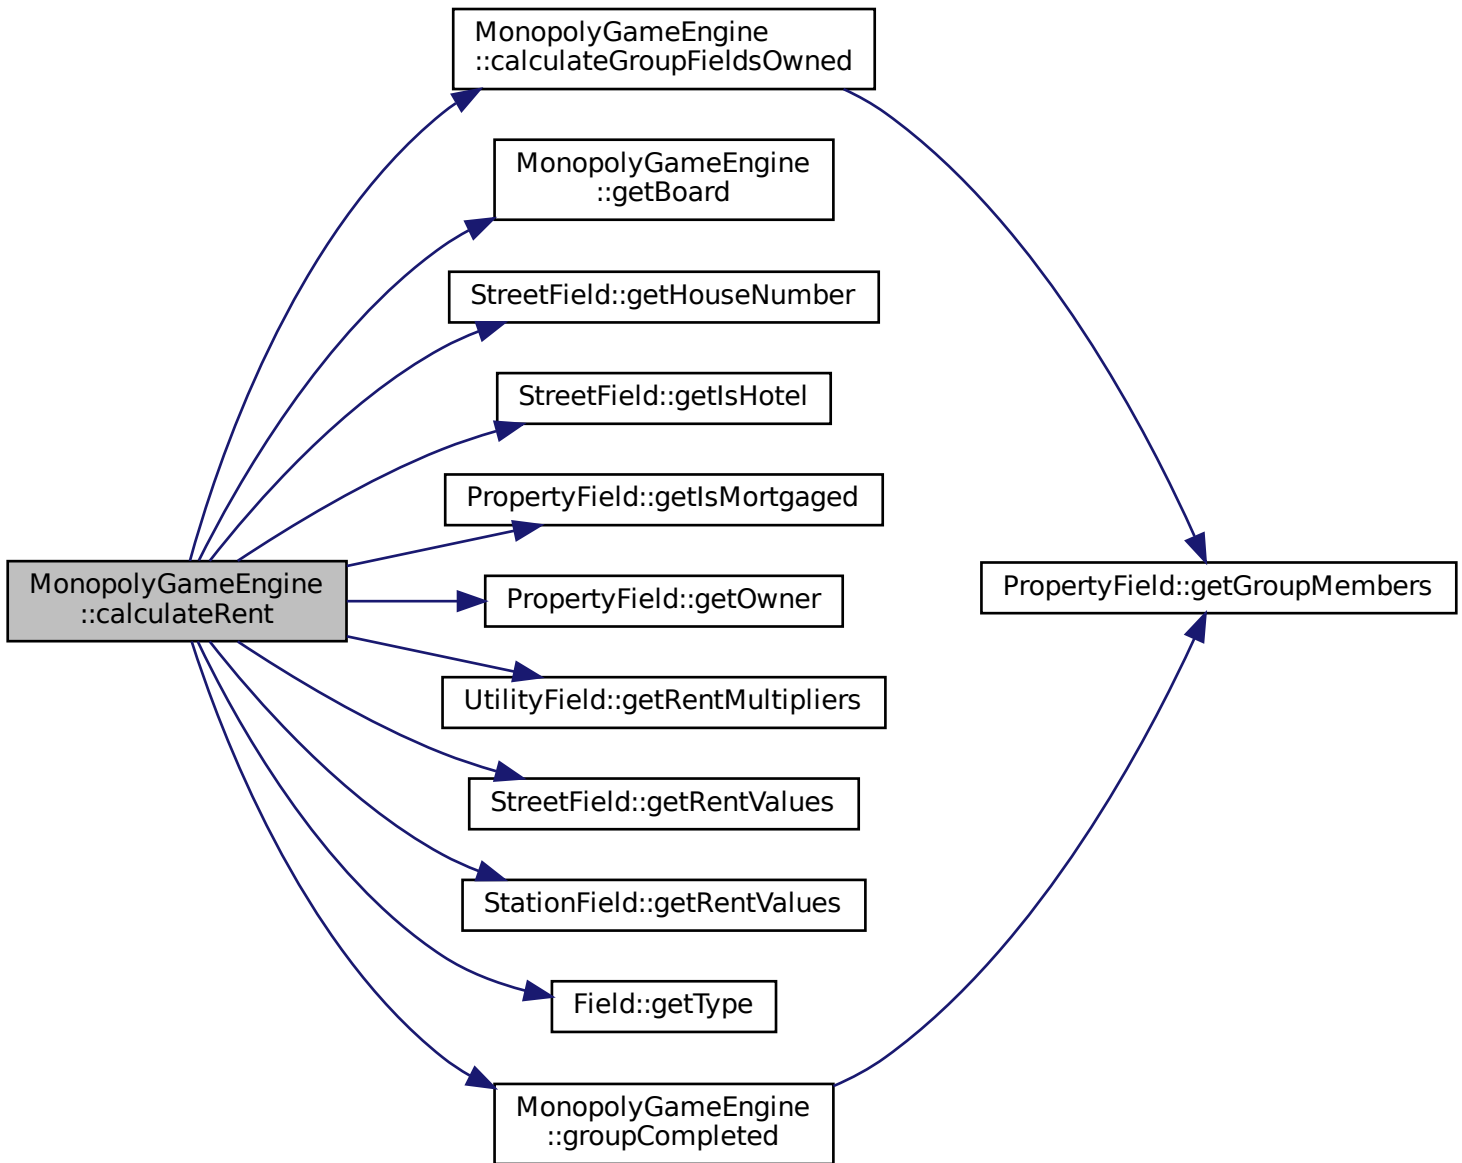 MonopolyGameEngine
::calculateRent
MonopolyGameEngine
::calculateGroupFieldsOwned
MonopolyGameEngine
::getBoard
StreetField::getHouseNumber
StreetField::getIsHotel
PropertyField::getIsMortgaged
PropertyField::getOwner
UtilityField::getRentMultipliers
StreetField::getRentValues
StationField::getRentValues
Field::getType
MonopolyGameEngine
::groupCompleted
PropertyField::getGroupMembers